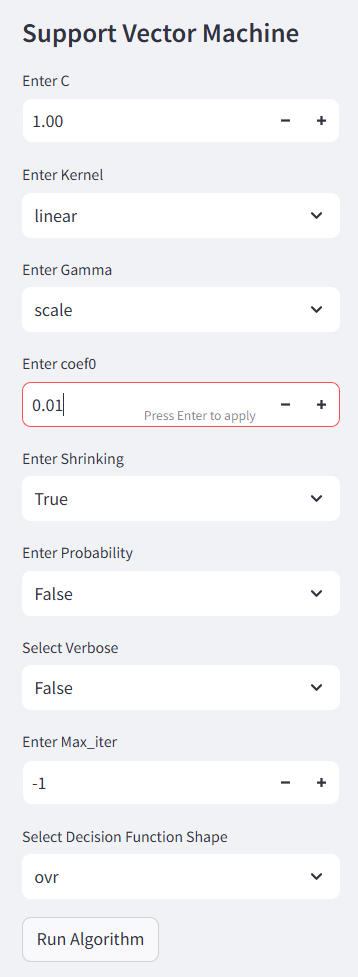 Support Vector Machine
Enter C
1.00
Enter Kernel
linear
Enter Gamma
scale
Enter coef0
0.01
Press Enter to apply
Enter Shrinking
True
Enter Probability
False
Select Verbose
False
Enter Max_iter
-1
Select Decision Function Shape
ovr
Run Algorithm